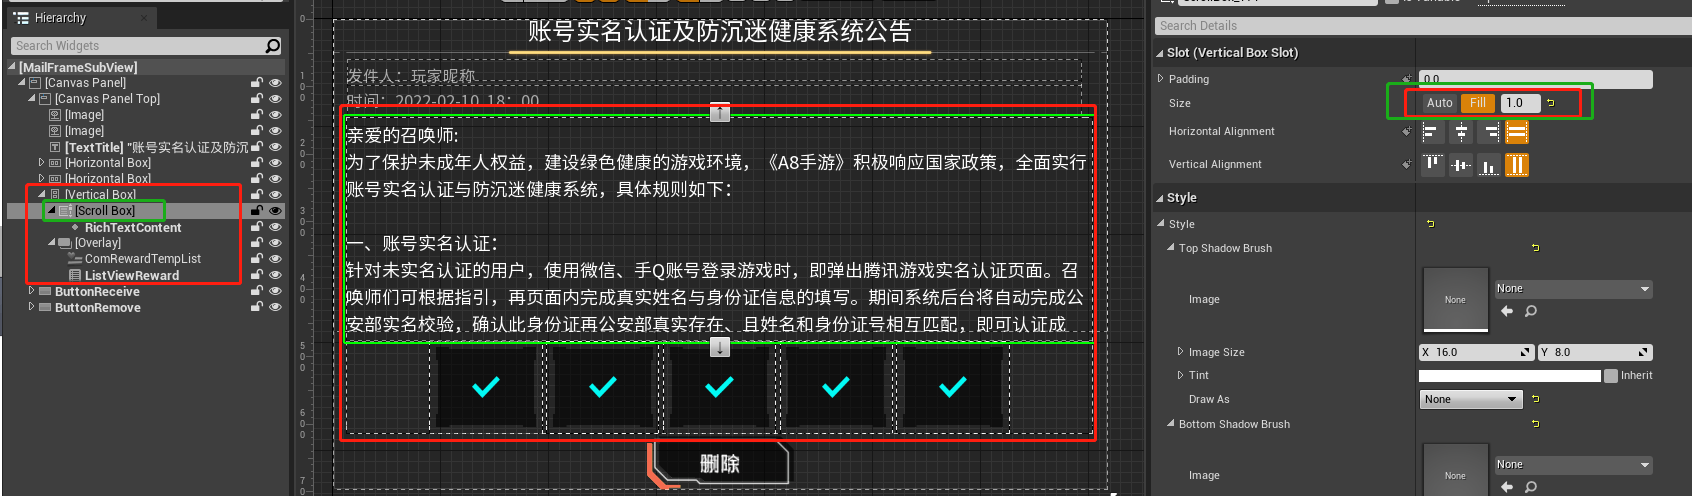 Hierarchy
Search Widgets
[MailFrameSubView]
[Canvas Panel]
[Canvas Panel Top]
[Image]
[Image]
[TextTitle] "账号实名认证及防沉
[Horizontal Box]
[Horizontal Box]
[Vertical Box]
[Scroll Box]
RichTextContent
[Overlay]
ComRewardTempList
ListViewReward
ButtonReceive
ButtonRemove
账号实名认证及防沉迷健康系统公告
发件人：玩家昵称
时间：2022-02-10 18：00
亲爱的召唤师:
为了保护未成年人权益，建设绿色健康的游戏环境，《A8手游》积极响应国家政策，全面实行
账号实名认证与防沉迷健康系统，具体规则如下：
一、账号实名认证：
针对未实名认证的用户，使用微信、手Q账号登录游戏时，即弹出腾讯游戏实名认证页面。召
唤师们可根据指引，再页面内完成真实姓名与身份证信息的填写。期间系统后台将自动完成公
安部实名校验，确认此身份证再公安部真实存在、且姓名和身份证号相互匹配，即可认证成
删除
Search Details
Slot (Vertical Box Slot)
Padding 0.0
Size Auto Fill 1.0
Horizontal Alignment
Vertical Alignment
Style
Style
Top Shadow Brush
Image None None
Image Size X 16.0 Y 8.0
Tint Inherit
Draw As None
Bottom Shadow Brush
Image None None